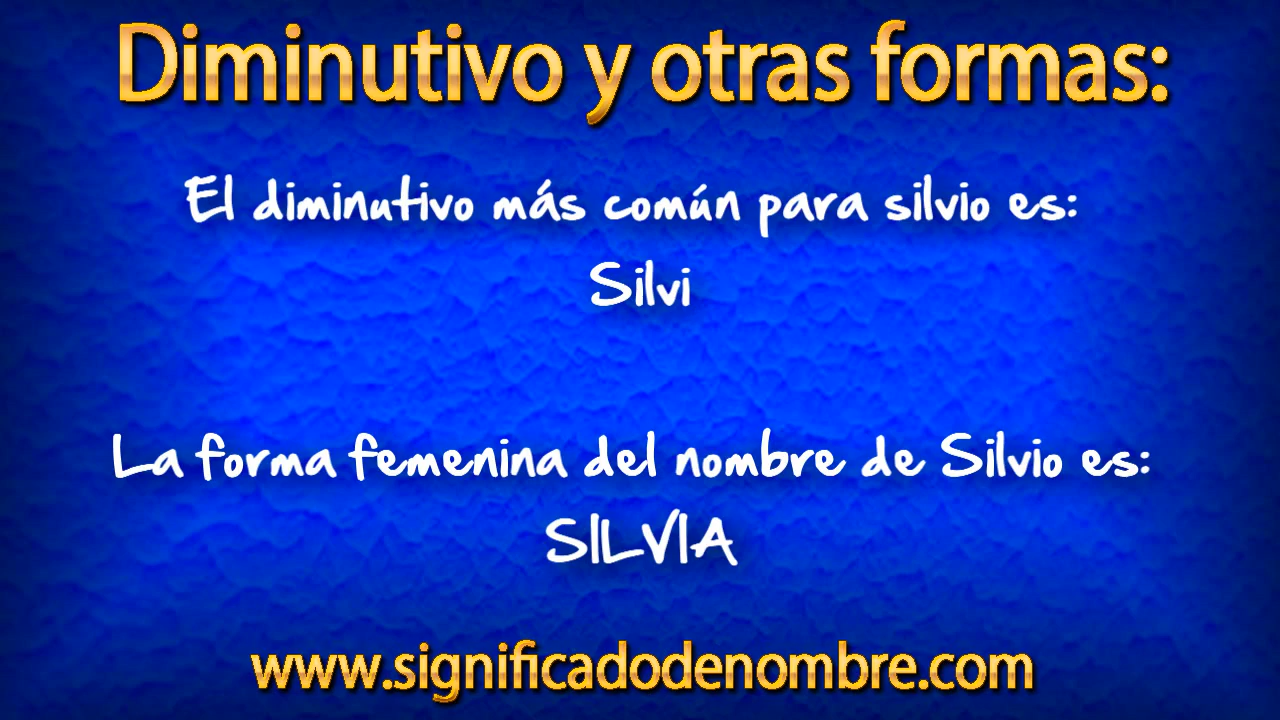 Diminutivo y otras formas:
El diminutivo más común para silvio es:
Silvi
La forma femenina del nombre de Silvio es:
SILVIA
www.significadodenombre.com